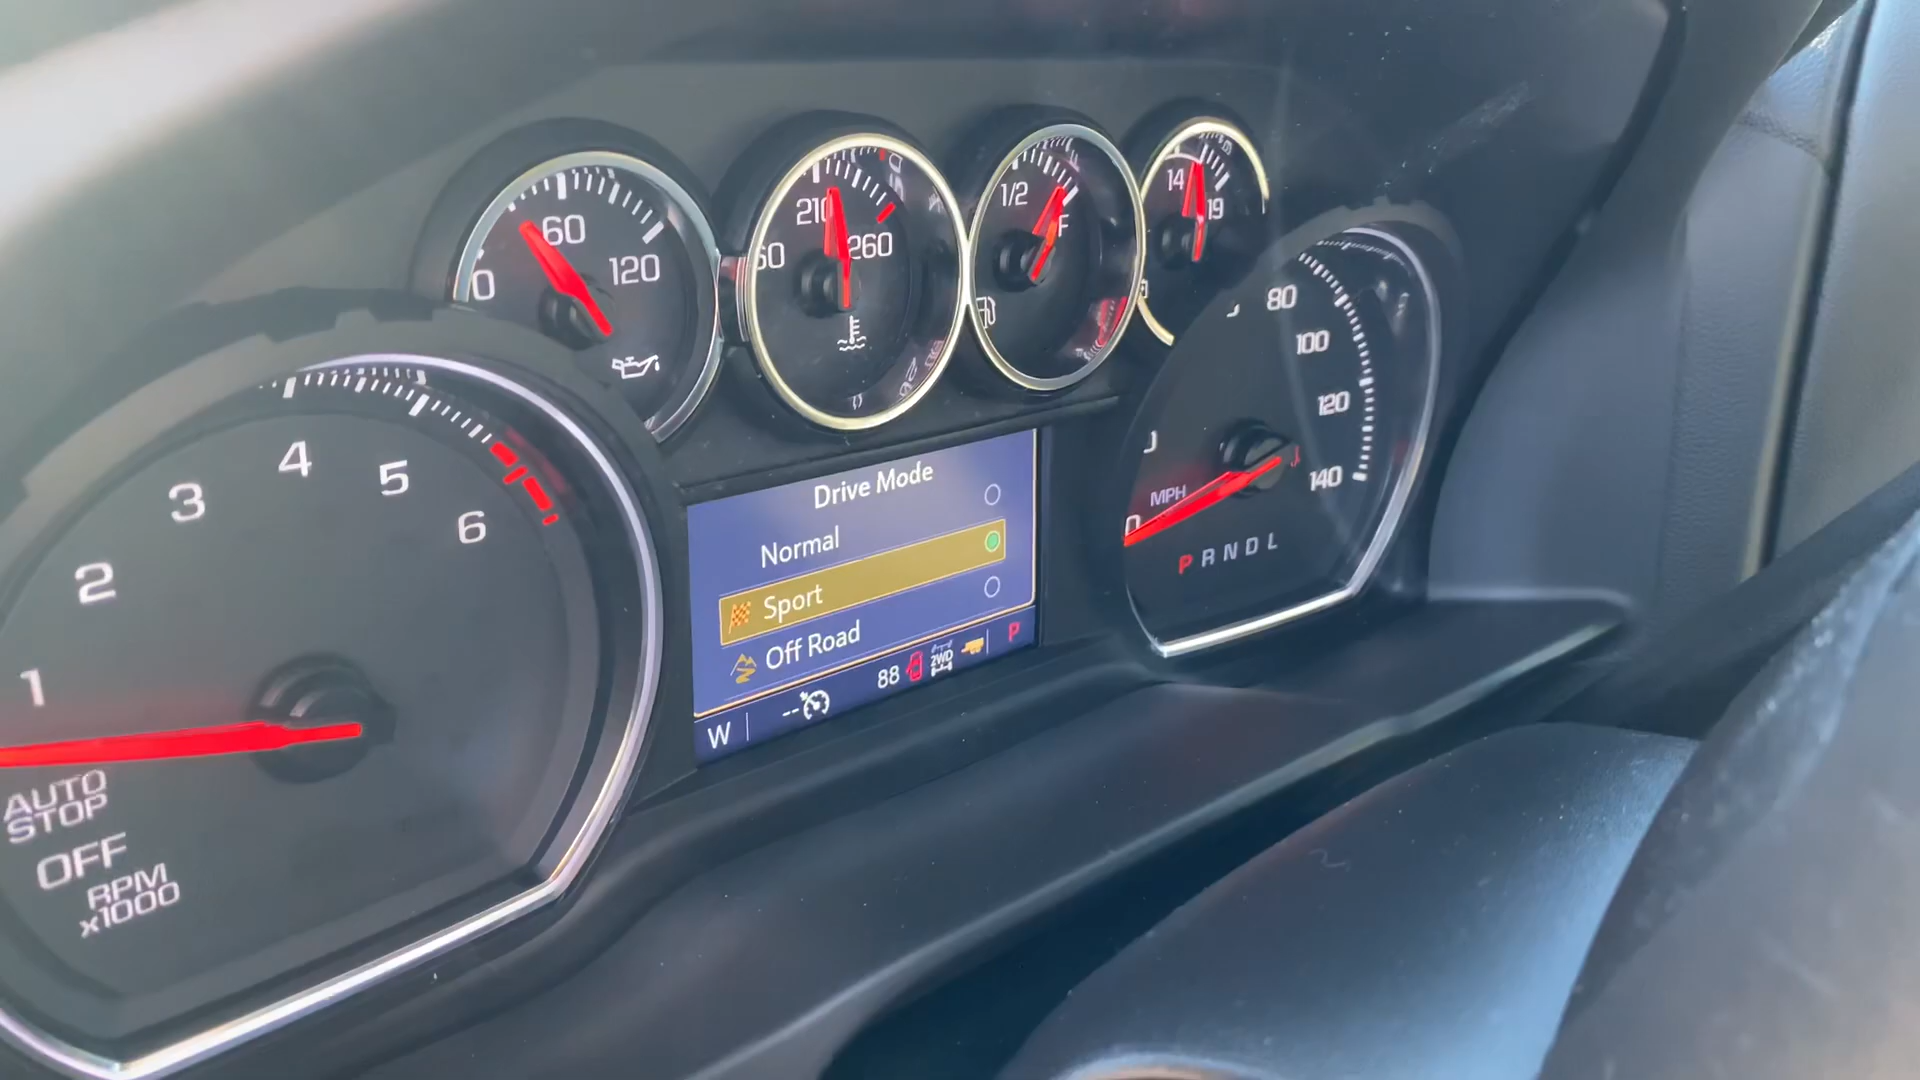 0 60 120
210 260
1/2 F
14 19
1 2 3 4 5 6
AUTO
STOP
OFF
RPM
x1000
Drive Mode
Normal
Sport
Off Road
W -- 88 2WD P
80 100 120 140
MPH
0
P R N D L